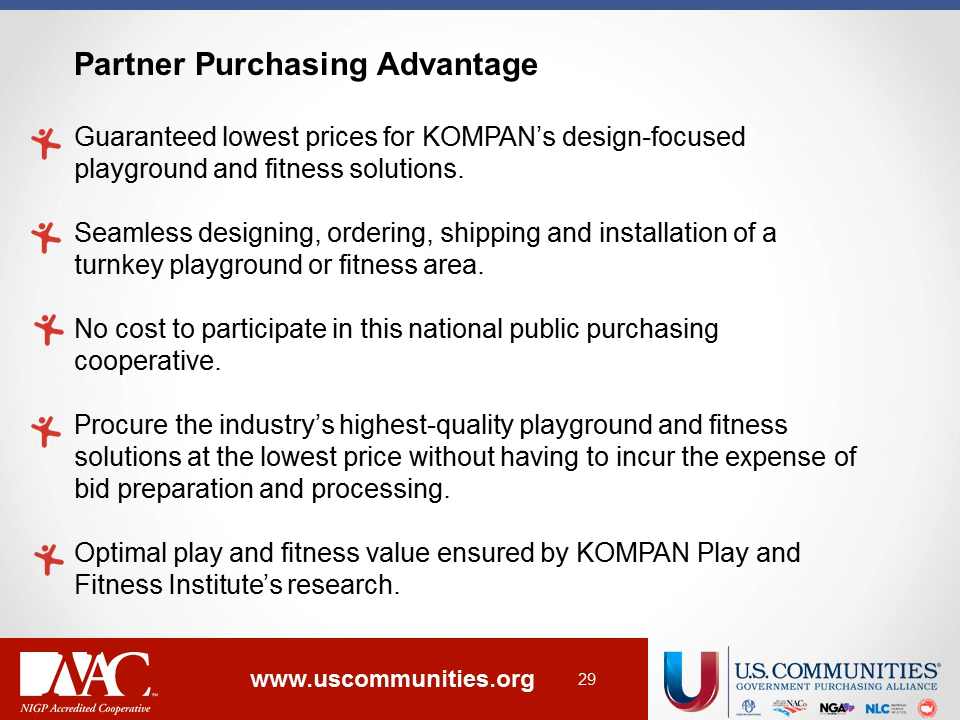 Partner Purchasing Advantage
Guaranteed lowest prices for KOMPAN’s design-focused
playground and fitness solutions.
Seamless designing, ordering, shipping and installation of a
turnkey playground or fitness area.
No cost to participate in this national public purchasing
cooperative.
Procure the industry’s highest-quality playground and fitness
solutions at the lowest price without having to incur the expense of
bid preparation and processing.
Optimal play and fitness value ensured by KOMPAN Play and
Fitness Institute’s research.
NAC™
NIGP Accredited Cooperative
www.uscommunities.org
29
U.S. COMMUNITIES®
GOVERNMENT PURCHASING ALLIANCE
NACo
NGA
NLC